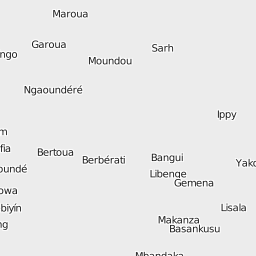 Maroua
Garoua
Sarh
ngo
Moundou
Ngaoundéré
Ippy
m
fia
Bertoua
Berbérati
Bangui
Yako
oundé
Libenge
Gemena
owa
biyín
Lisala
Makanza
ng
Basankusu
Mbandaka